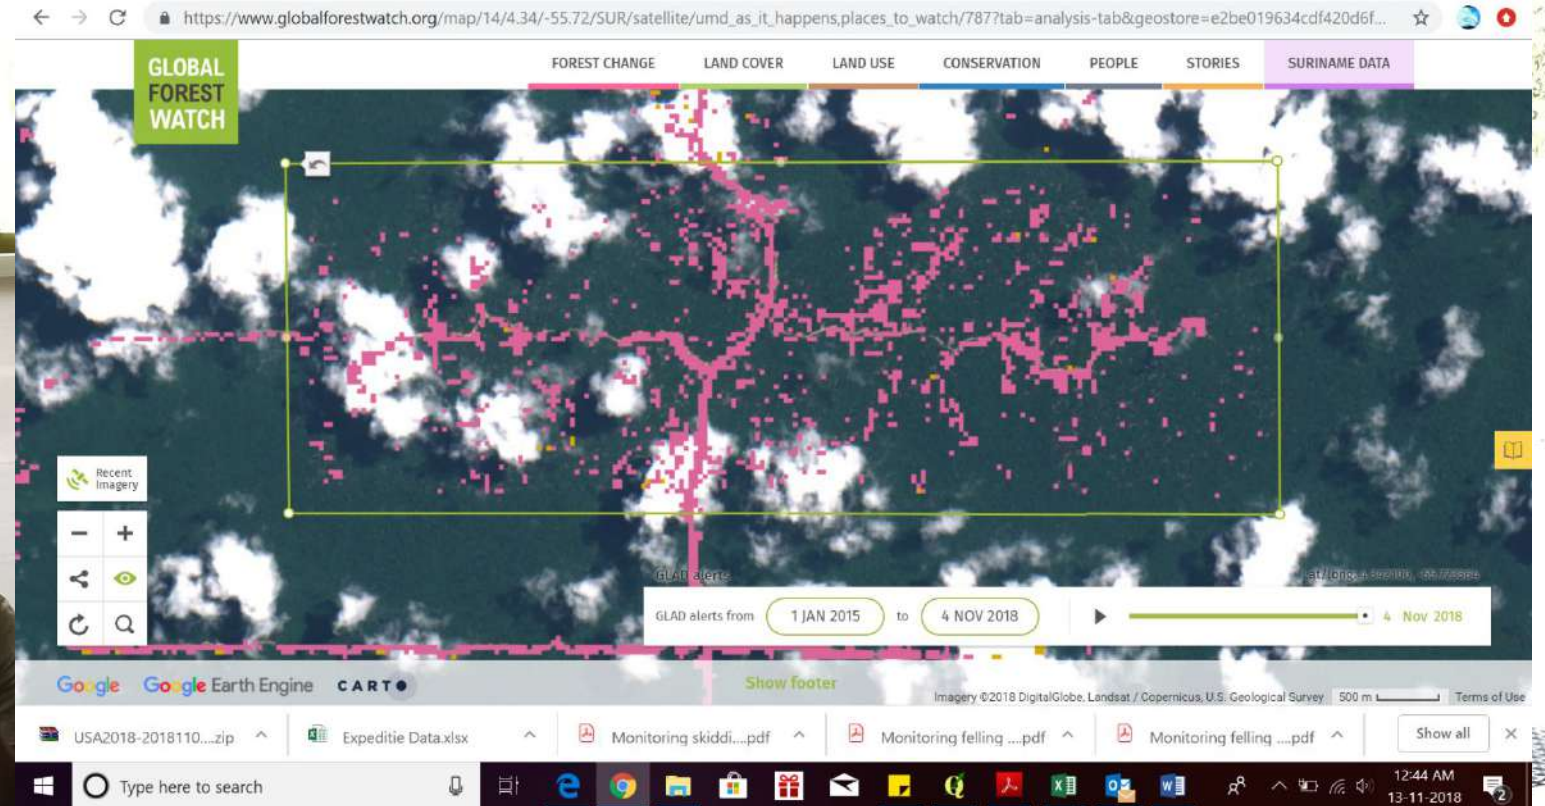 https://www.globalforestwatch.org/map/14/4.34/-55.72/SUR/satellite/umd_as_it_happens,places_to_watch/787?tab=analysis-tab&geostore=e2be019634cdf420d6f...
GLOBAL
FOREST
WATCH
FOREST CHANGE
LAND COVER
LAND USE
CONSERVATION
PEOPLE
STORIES
SURINAME DATA
Recent
Imagery
GLAD alerts
GLAD alerts from 1 JAN 2015 to 4 NOV 2018
4 Nov 2018
Google Google Earth Engine CARTO
Show footer
Imagery ©2018 DigitalGlobe, Landsat / Copernicus, U.S. Geological Survey 500 m Terms of Use
USA2018-2018110....zip
Expeditie Data.xlsx
Monitoring skiddi....pdf
Monitoring felling ....pdf
Monitoring felling ....pdf
Show all
Type here to search
12:44 AM
13-11-2018
2